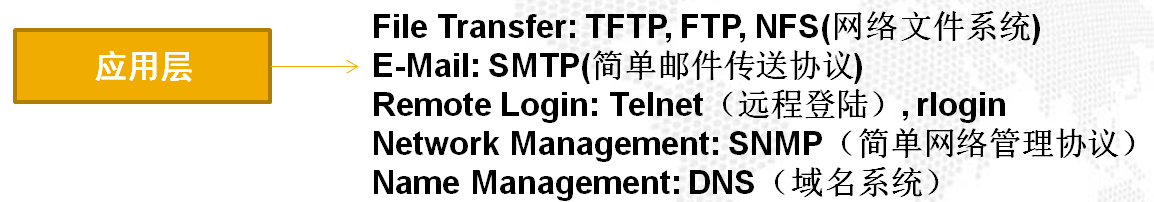 应用层
File Transfer: TFTP, FTP, NFS(网络文件系统)
E-Mail: SMTP(简单邮件传送协议)
Remote Login: Telnet（远程登陆）, rlogin
Network Management: SNMP（简单网络管理协议）
Name Management: DNS（域名系统）